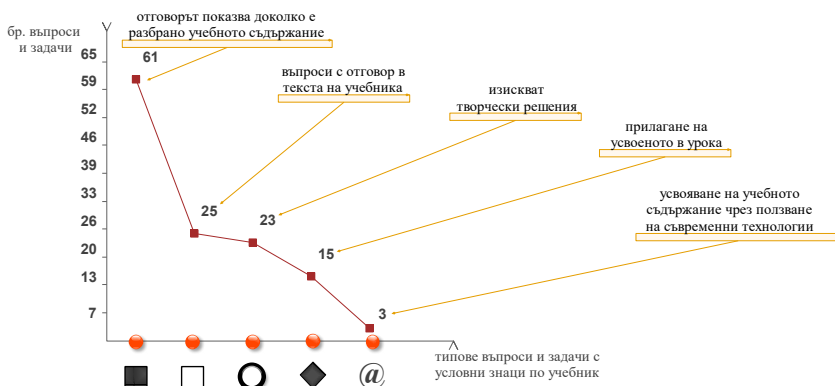 отговорът показва доколко е
разбрано учебното съдържание
бр. въпроси
и задачи
65
59
52
46
39
33
26
20
13
7
61
въпроси с отговор в
текста на учебника
25
изискват
творчески решения
23
прилагане на
усвоеното в урока
15
усвояване на учебното
съдържание чрез ползване
на съвременни технологии
3
@
типове въпроси и задачи с
условни знаци по учебник